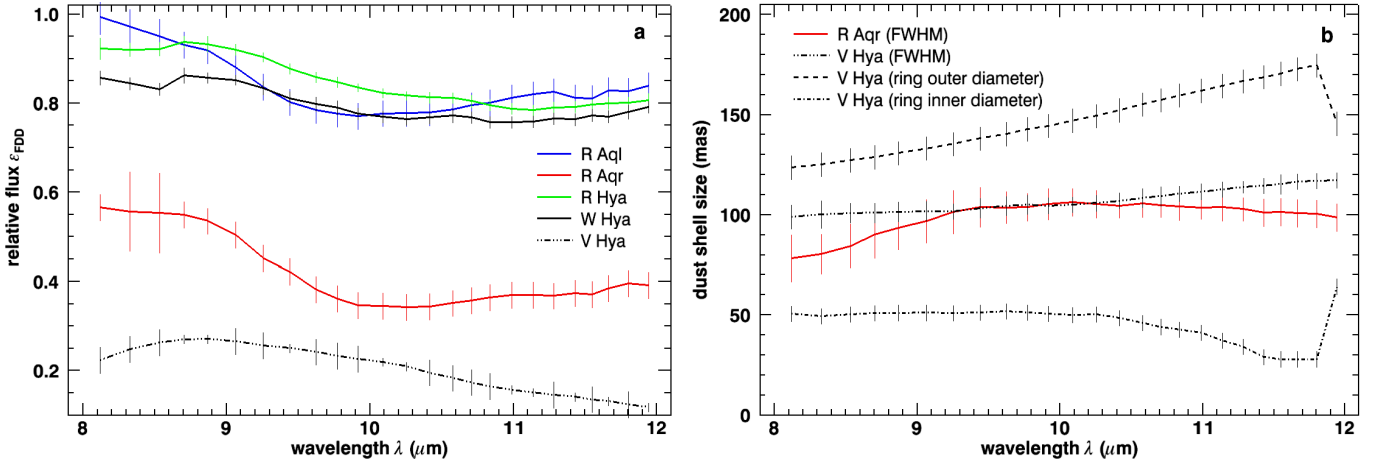 a
1.0
0.8
0.6
0.4
0.2
relative flux εFDD
R Aql
R Aqr
R Hya
W Hya
V Hya
8 9 10 11 12
wavelength λ (μm)
b
200
150
100
50
0
dust shell size (mas)
R Aqr (FWHM)
V Hya (FWHM)
V Hya (ring outer diameter)
V Hya (ring inner diameter)
8 9 10 11 12
wavelength λ (μm)